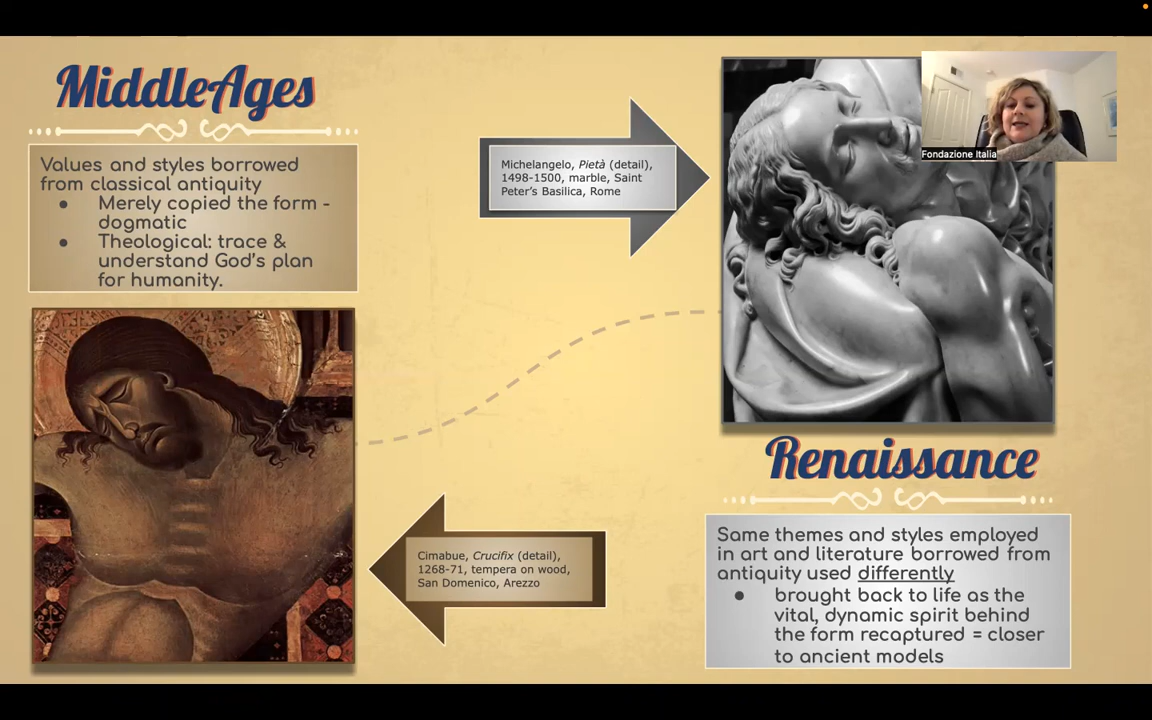 MiddleAges
Values and styles borrowed
from classical antiquity
● Merely copied the form -
dogmatic
● Theological: trace &
understand God's plan
for humanity.
Michelangelo, Pietà (detail),
1498-1500, marble, Saint
Peter's Basilica, Rome
Fondazione Italia
Cimabue, Crucifix (detail),
1268-71, tempera on wood,
San Domenico, Arezzo
Renaissance
Same themes and styles employed
in art and literature borrowed from
antiquity used differently
● brought back to life as the
vital, dynamic spirit behind
the form recaptured = closer
to ancient models